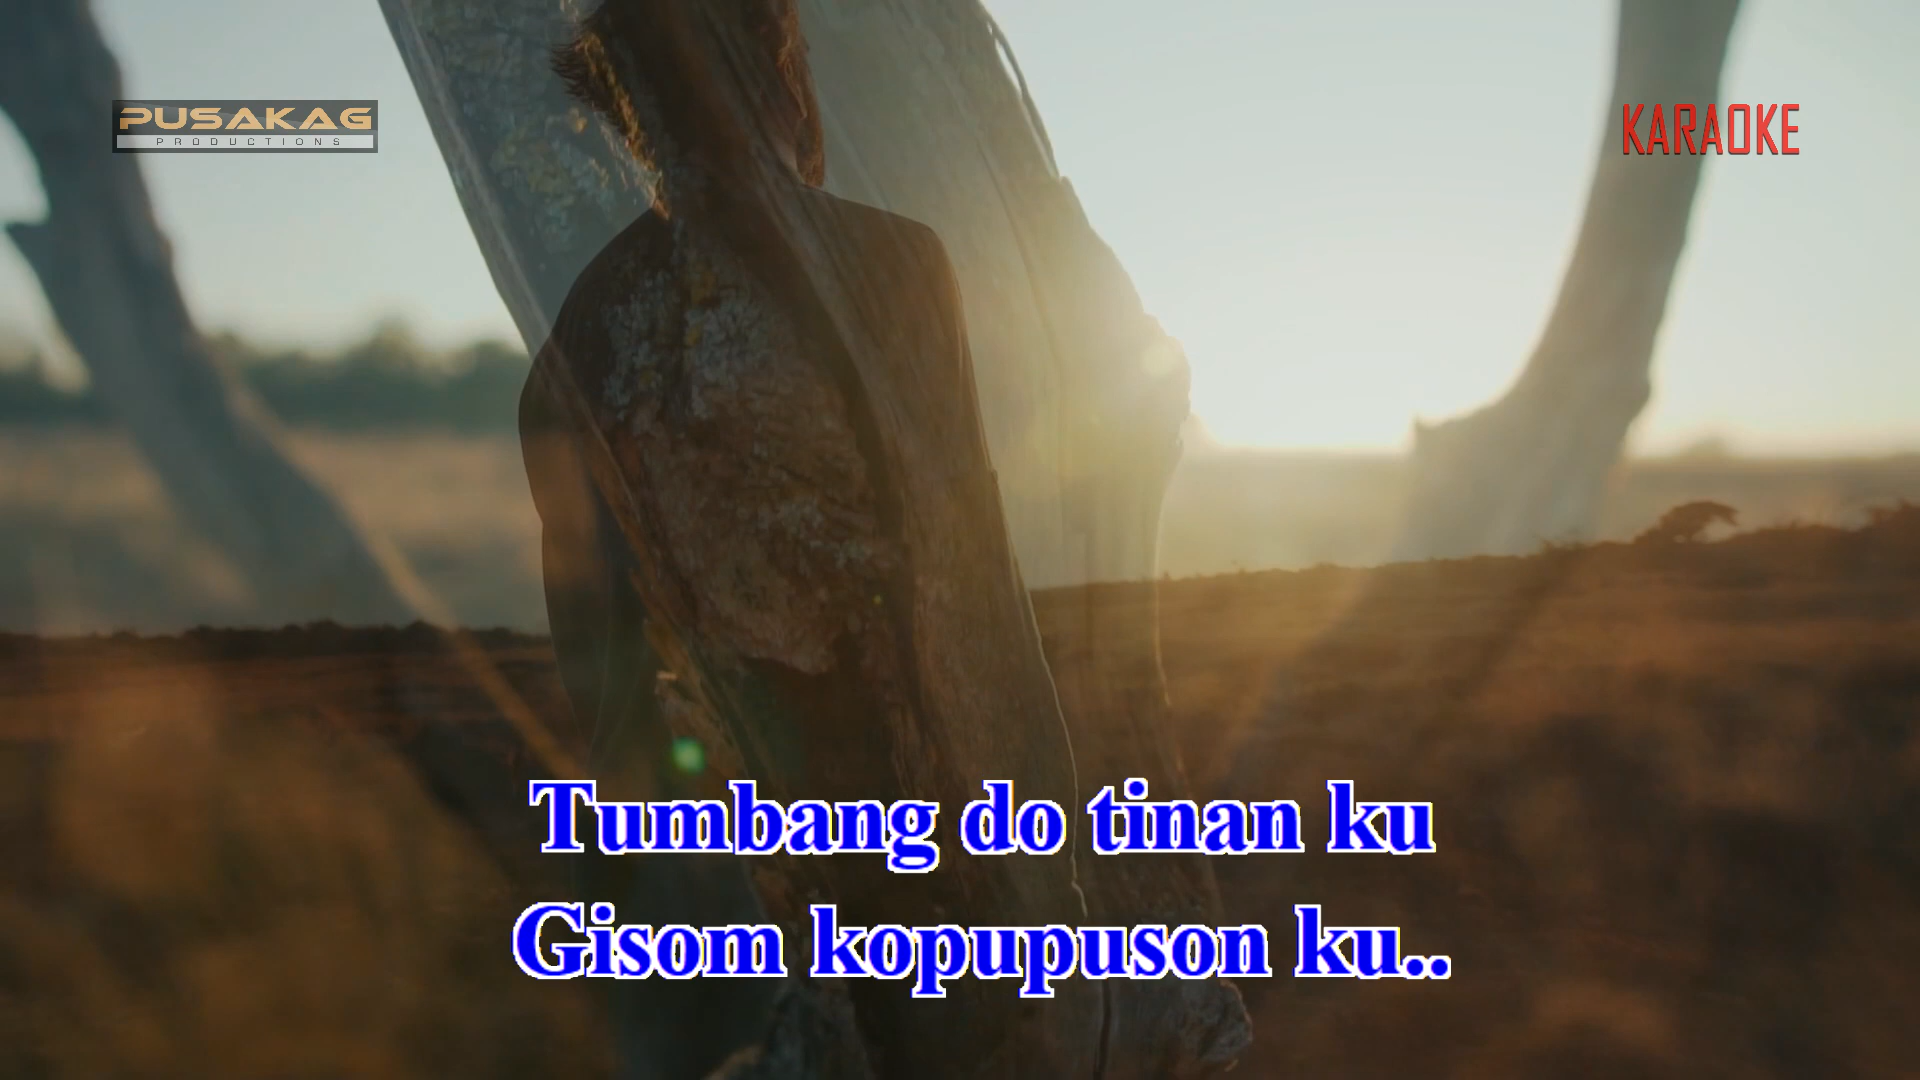 PUSAKAG
PRODUCTIONS
KARAOKE
Tumbang do tinan ku
Gisom kopupuson ku..